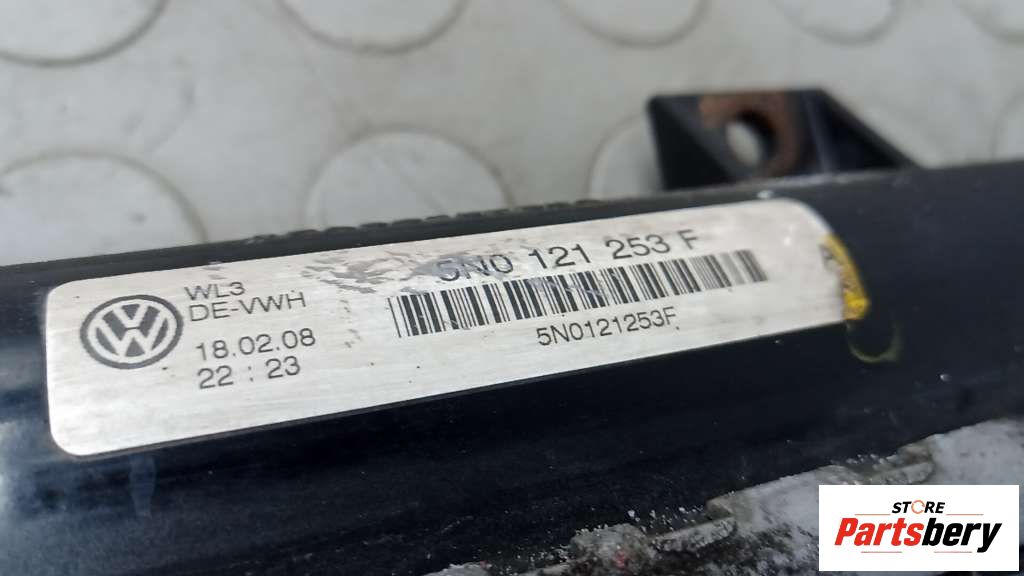 WL3
DE-VWH
18.02.08
22 : 23
5N0 121 253 F
5N0121253F
STORE
Partsbery